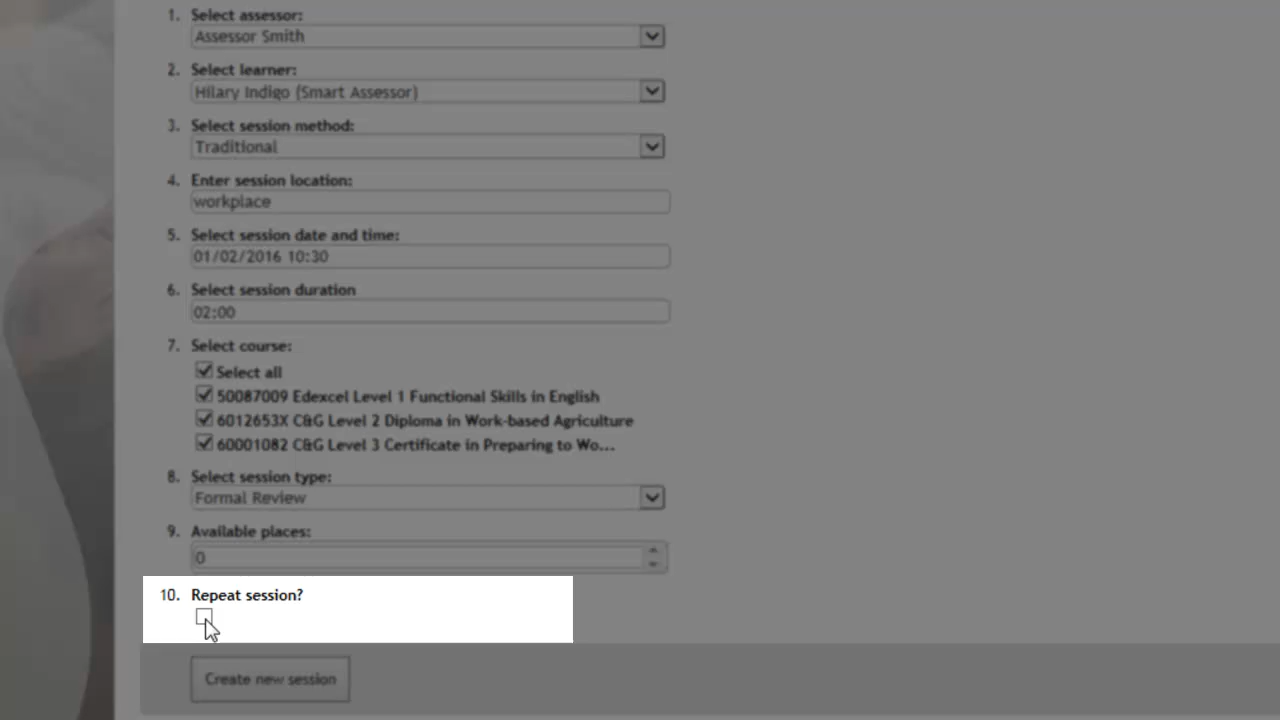 1. Select assessor:
Assessor Smith
2. Select learner:
Hilary Indigo (Smart Assessor)
3. Select session method:
Traditional
4. Enter session location:
workplace
5. Select session date and time:
01/02/2016 10:30
6. Select session duration
02:00
7. Select course:
Select all
50087009 Edexcel Level 1 Functional Skills in English
6012653X C&G Level 2 Diploma in Work-based Agriculture
60001082 C&G Level 3 Certificate in Preparing to Wo...
8. Select session type:
Formal Review
9. Available places:
0
10. Repeat session?
Create new session